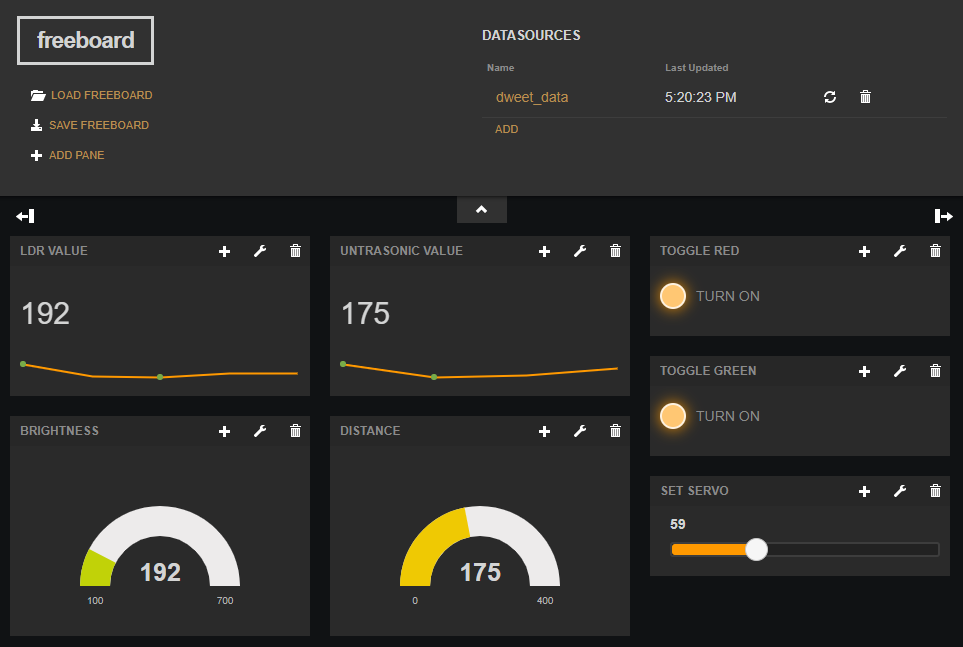 freeboard
LOAD FREEBOARD
SAVE FREEBOARD
ADD PANE
DATASOURCES
Name Last Updated
dweet_data 5:20:23 PM
ADD
LDR VALUE
192
UNTRASONIC VALUE
175
TOGGLE RED
TURN ON
TOGGLE GREEN
TURN ON
BRIGHTNESS
192
100 700
DISTANCE
175
0 400
SET SERVO
59